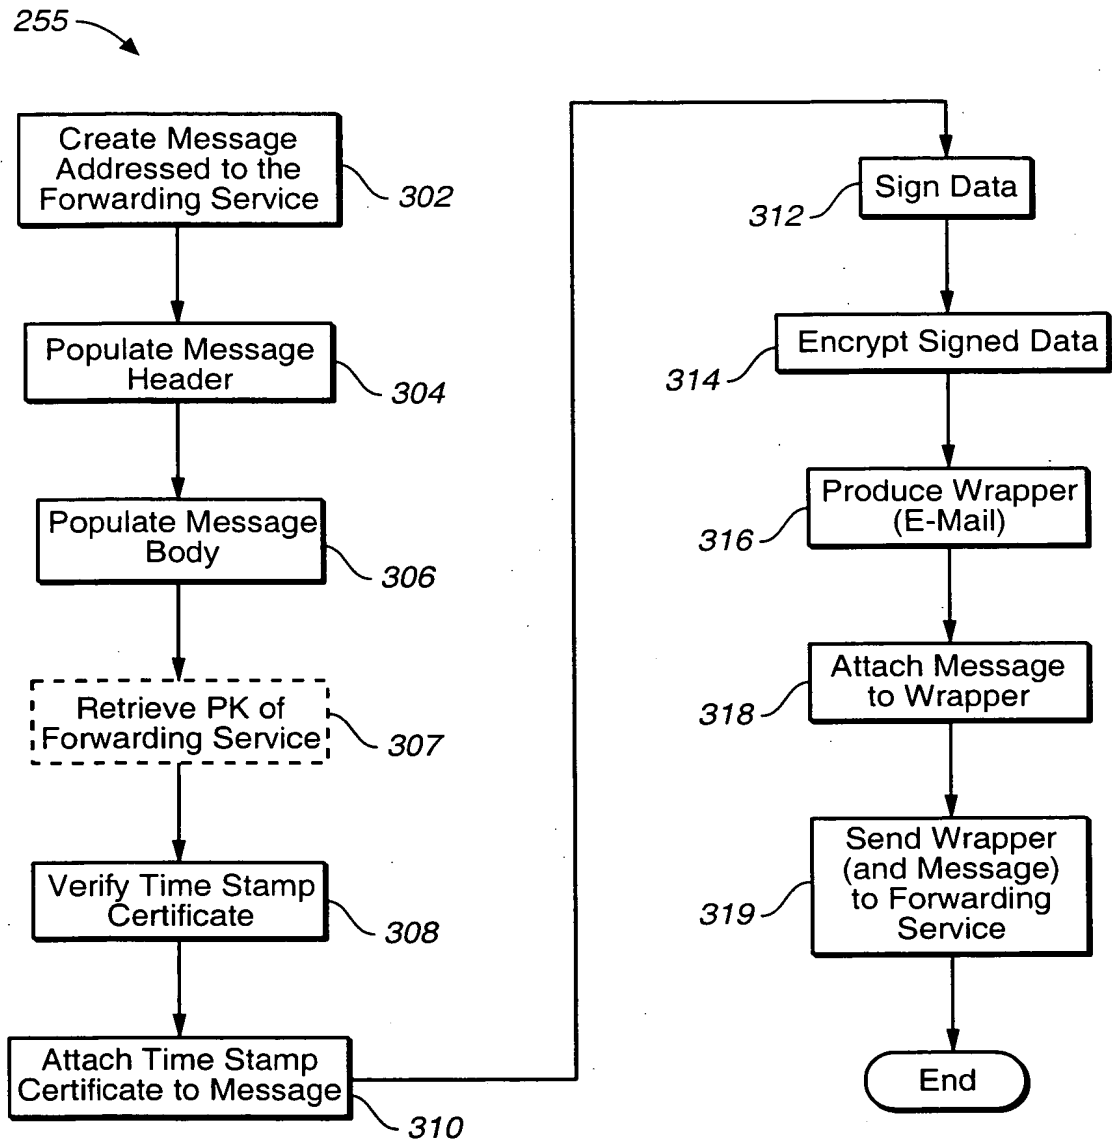 255
Create Message
Addressed to the
Forwarding Service
302
Populate Message
Header
304
Populate Message
Body
306
Retrieve PK of
Forwarding Service
307
Verify Time Stamp
Certificate
308
Attach Time Stamp
Certificate to Message
310
Sign Data
312
Encrypt Signed Data
314
Produce Wrapper
(E-Mail)
316
Attach Message
to Wrapper
318
Send Wrapper
(and Message)
to Forwarding
Service
319
End